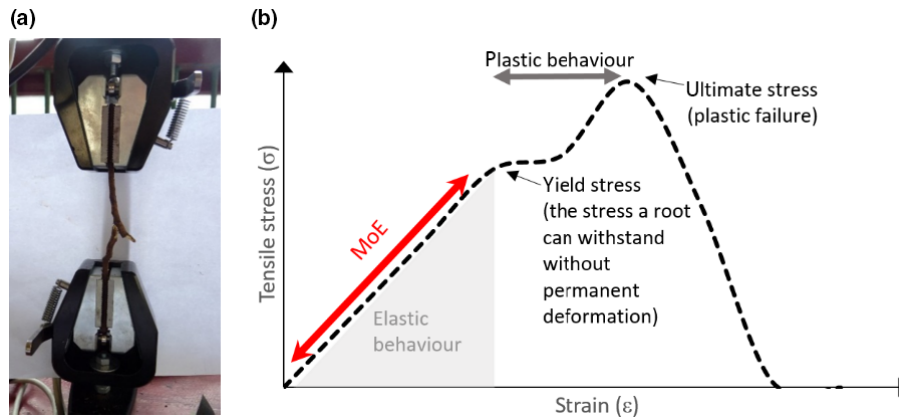 (a)
(b)
Plastic behaviour
Ultimate stress
(plastic failure)
Tensile stress (σ)
MoE
Yield stress
(the stress a root
can withstand
without
permanent
deformation)
Elastic
behaviour
Strain (ε)